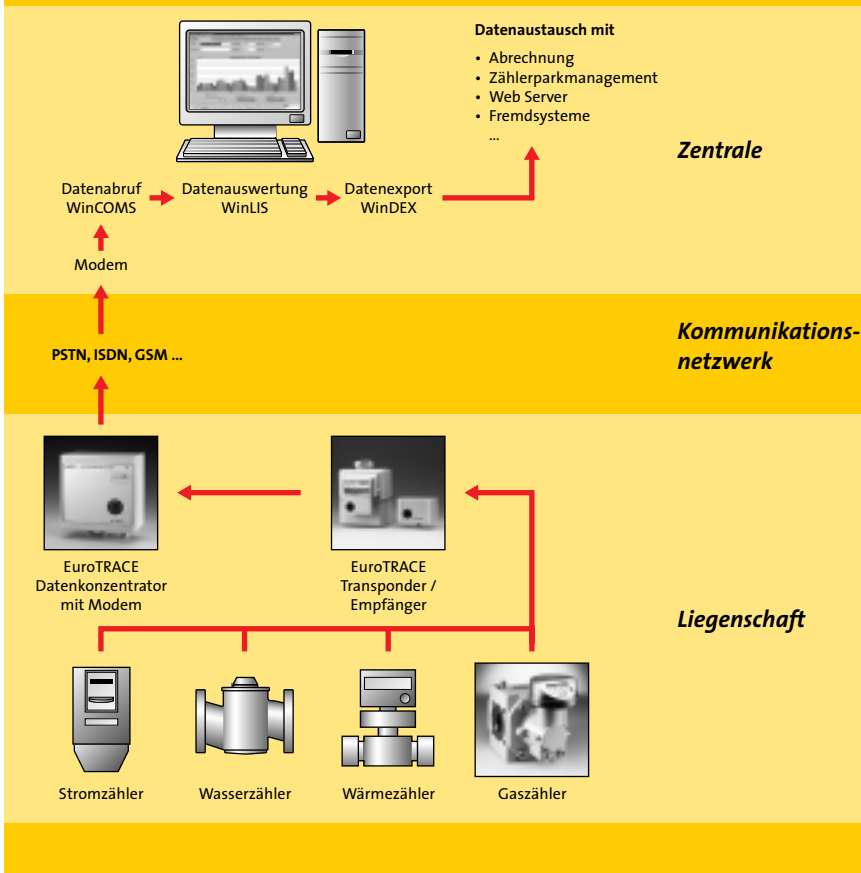 Datenaustausch mit
• Abrechnung
• Zählerparkmanagement
• Web Server
• Fremdsysteme
...
Zentrale
Datenabruf
WinCOMS
Datenauswertung
WinLIS
Datenexport
WinDEX
Modem
Kommunikations-
netzwerk
PSTN, ISDN, GSM ...
EuroTRACE
Datenkonzentrator
mit Modem
EuroTRACE
Transponder /
Empfänger
Liegenschaft
Stromzähler
Wasserzähler
Wärmezähler
Gaszähler